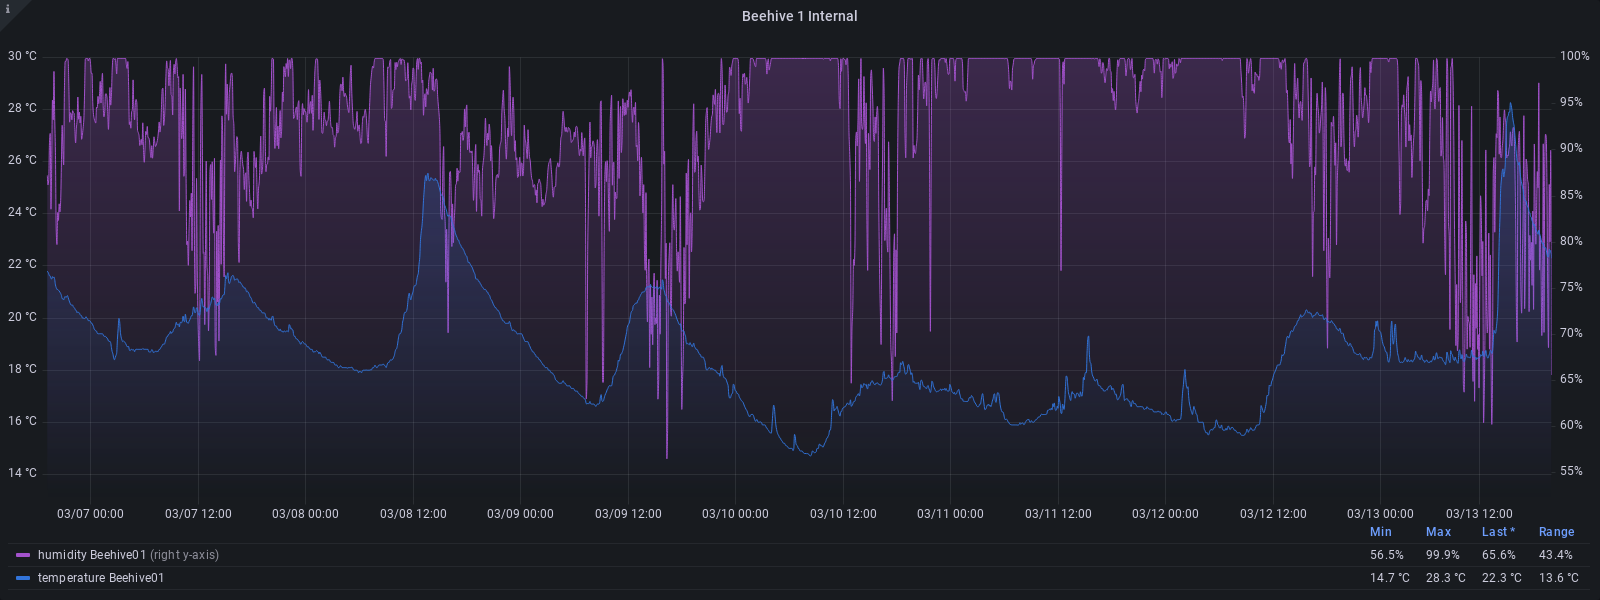 i
Beehive 1 Internal
30 °C 100%
28 °C 95%
26 °C 90%
24 °C 85%
22 °C 80%
20 °C 75%
18 °C 70%
16 °C 65%
14 °C 60%
55%
03/07 00:00 03/07 12:00 03/08 00:00 03/08 12:00 03/09 00:00 03/09 12:00 03/10 00:00 03/10 12:00 03/11 00:00 03/11 12:00 03/12 00:00 03/12 12:00 03/13 00:00 03/13 12:00
Min Max Last * Range
humidity Beehive01 (right y-axis) 56.5% 99.9% 65.6% 43.4%
temperature Beehive01 14.7 °C 28.3 °C 22.3 °C 13.6 °C